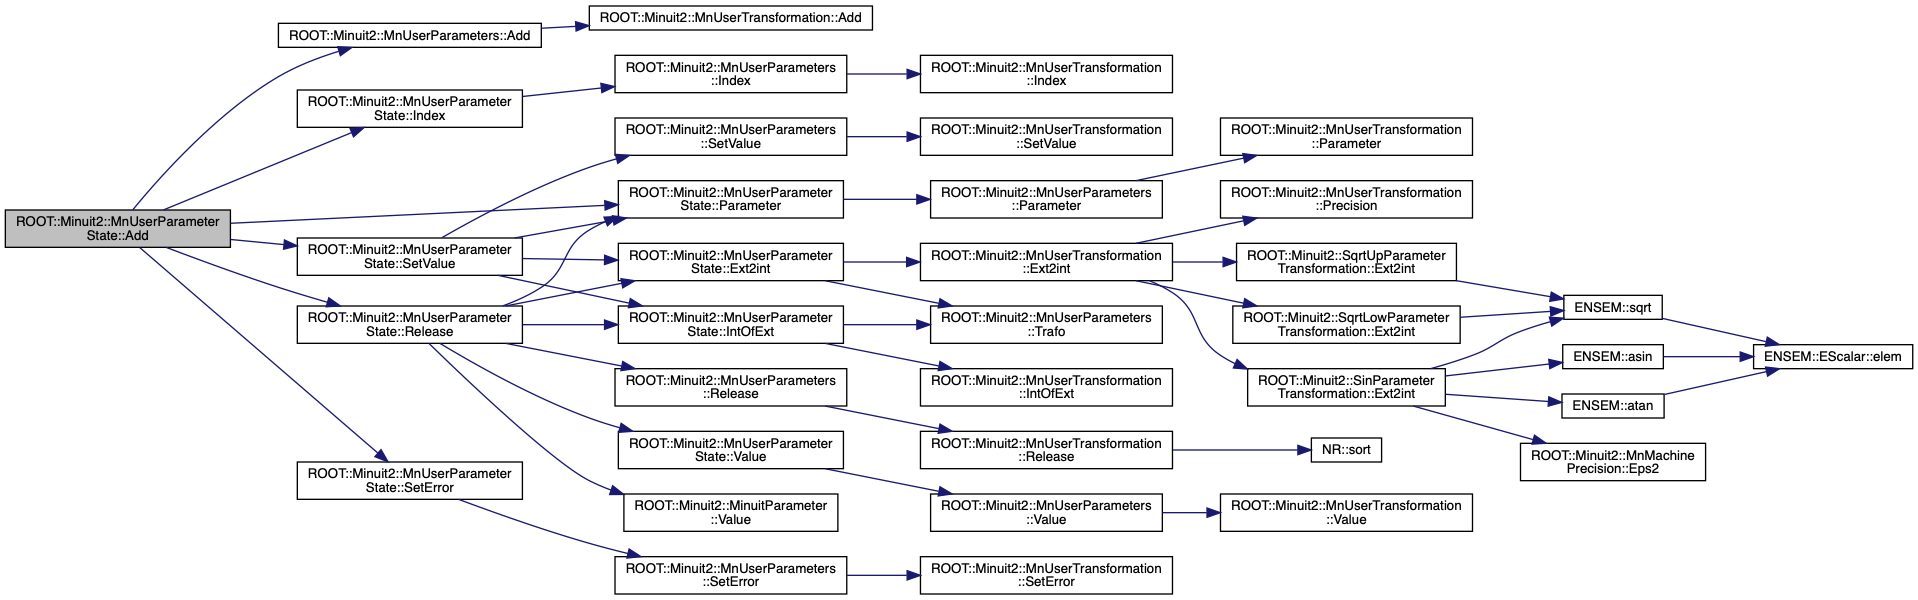 ROOT::Minuit2::MnUserParameter
State::Add
ROOT::Minuit2::MnUserParameters::Add
ROOT::Minuit2::MnUserTransformation::Add
ROOT::Minuit2::MnUserParameter
State::Index
ROOT::Minuit2::MnUserParameters
::Index
ROOT::Minuit2::MnUserTransformation
::Index
ROOT::Minuit2::MnUserParameter
State::SetValue
ROOT::Minuit2::MnUserParameters
::SetValue
ROOT::Minuit2::MnUserTransformation
::SetValue
ROOT::Minuit2::MnUserParameter
State::Parameter
ROOT::Minuit2::MnUserParameters
::Parameter
ROOT::Minuit2::MnUserTransformation
::Parameter
ROOT::Minuit2::MnUserParameter
State::Ext2int
ROOT::Minuit2::MnUserTransformation
::Ext2int
ROOT::Minuit2::MnUserTransformation
::Precision
ROOT::Minuit2::SqrtUpParameter
Transformation::Ext2int
ROOT::Minuit2::SqrtLowParameter
Transformation::Ext2int
ROOT::Minuit2::SinParameter
Transformation::Ext2int
ENSEM::sqrt
ENSEM::asin
ENSEM::atan
ENSEM::EScalar::elem
ROOT::Minuit2::MnMachine
Precision::Eps2
ROOT::Minuit2::MnUserParameter
State::Release
ROOT::Minuit2::MnUserParameter
State::IntOfExt
ROOT::Minuit2::MnUserParameters
::Trafo
ROOT::Minuit2::MnUserTransformation
::IntOfExt
ROOT::Minuit2::MnUserParameters
::Release
ROOT::Minuit2::MnUserTransformation
::Release
NR::sort
ROOT::Minuit2::MnUserParameter
State::Value
ROOT::Minuit2::MnUserParameters
::Value
ROOT::Minuit2::MnUserTransformation
::Value
ROOT::Minuit2::MinuitParameter
::Value
ROOT::Minuit2::MnUserParameter
State::SetError
ROOT::Minuit2::MnUserParameters
::SetError
ROOT::Minuit2::MnUserTransformation
::SetError